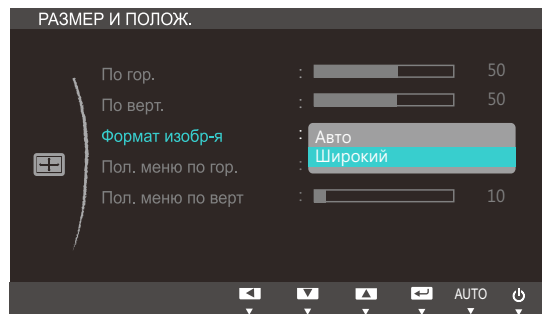 РАЗМЕР И ПОЛОЖ.
По гор. : 50
По верт. : 50
Формат изобр-я : Авто
Широкий
Пол. меню по гор. :
Пол. меню по верт : 10
AUTO